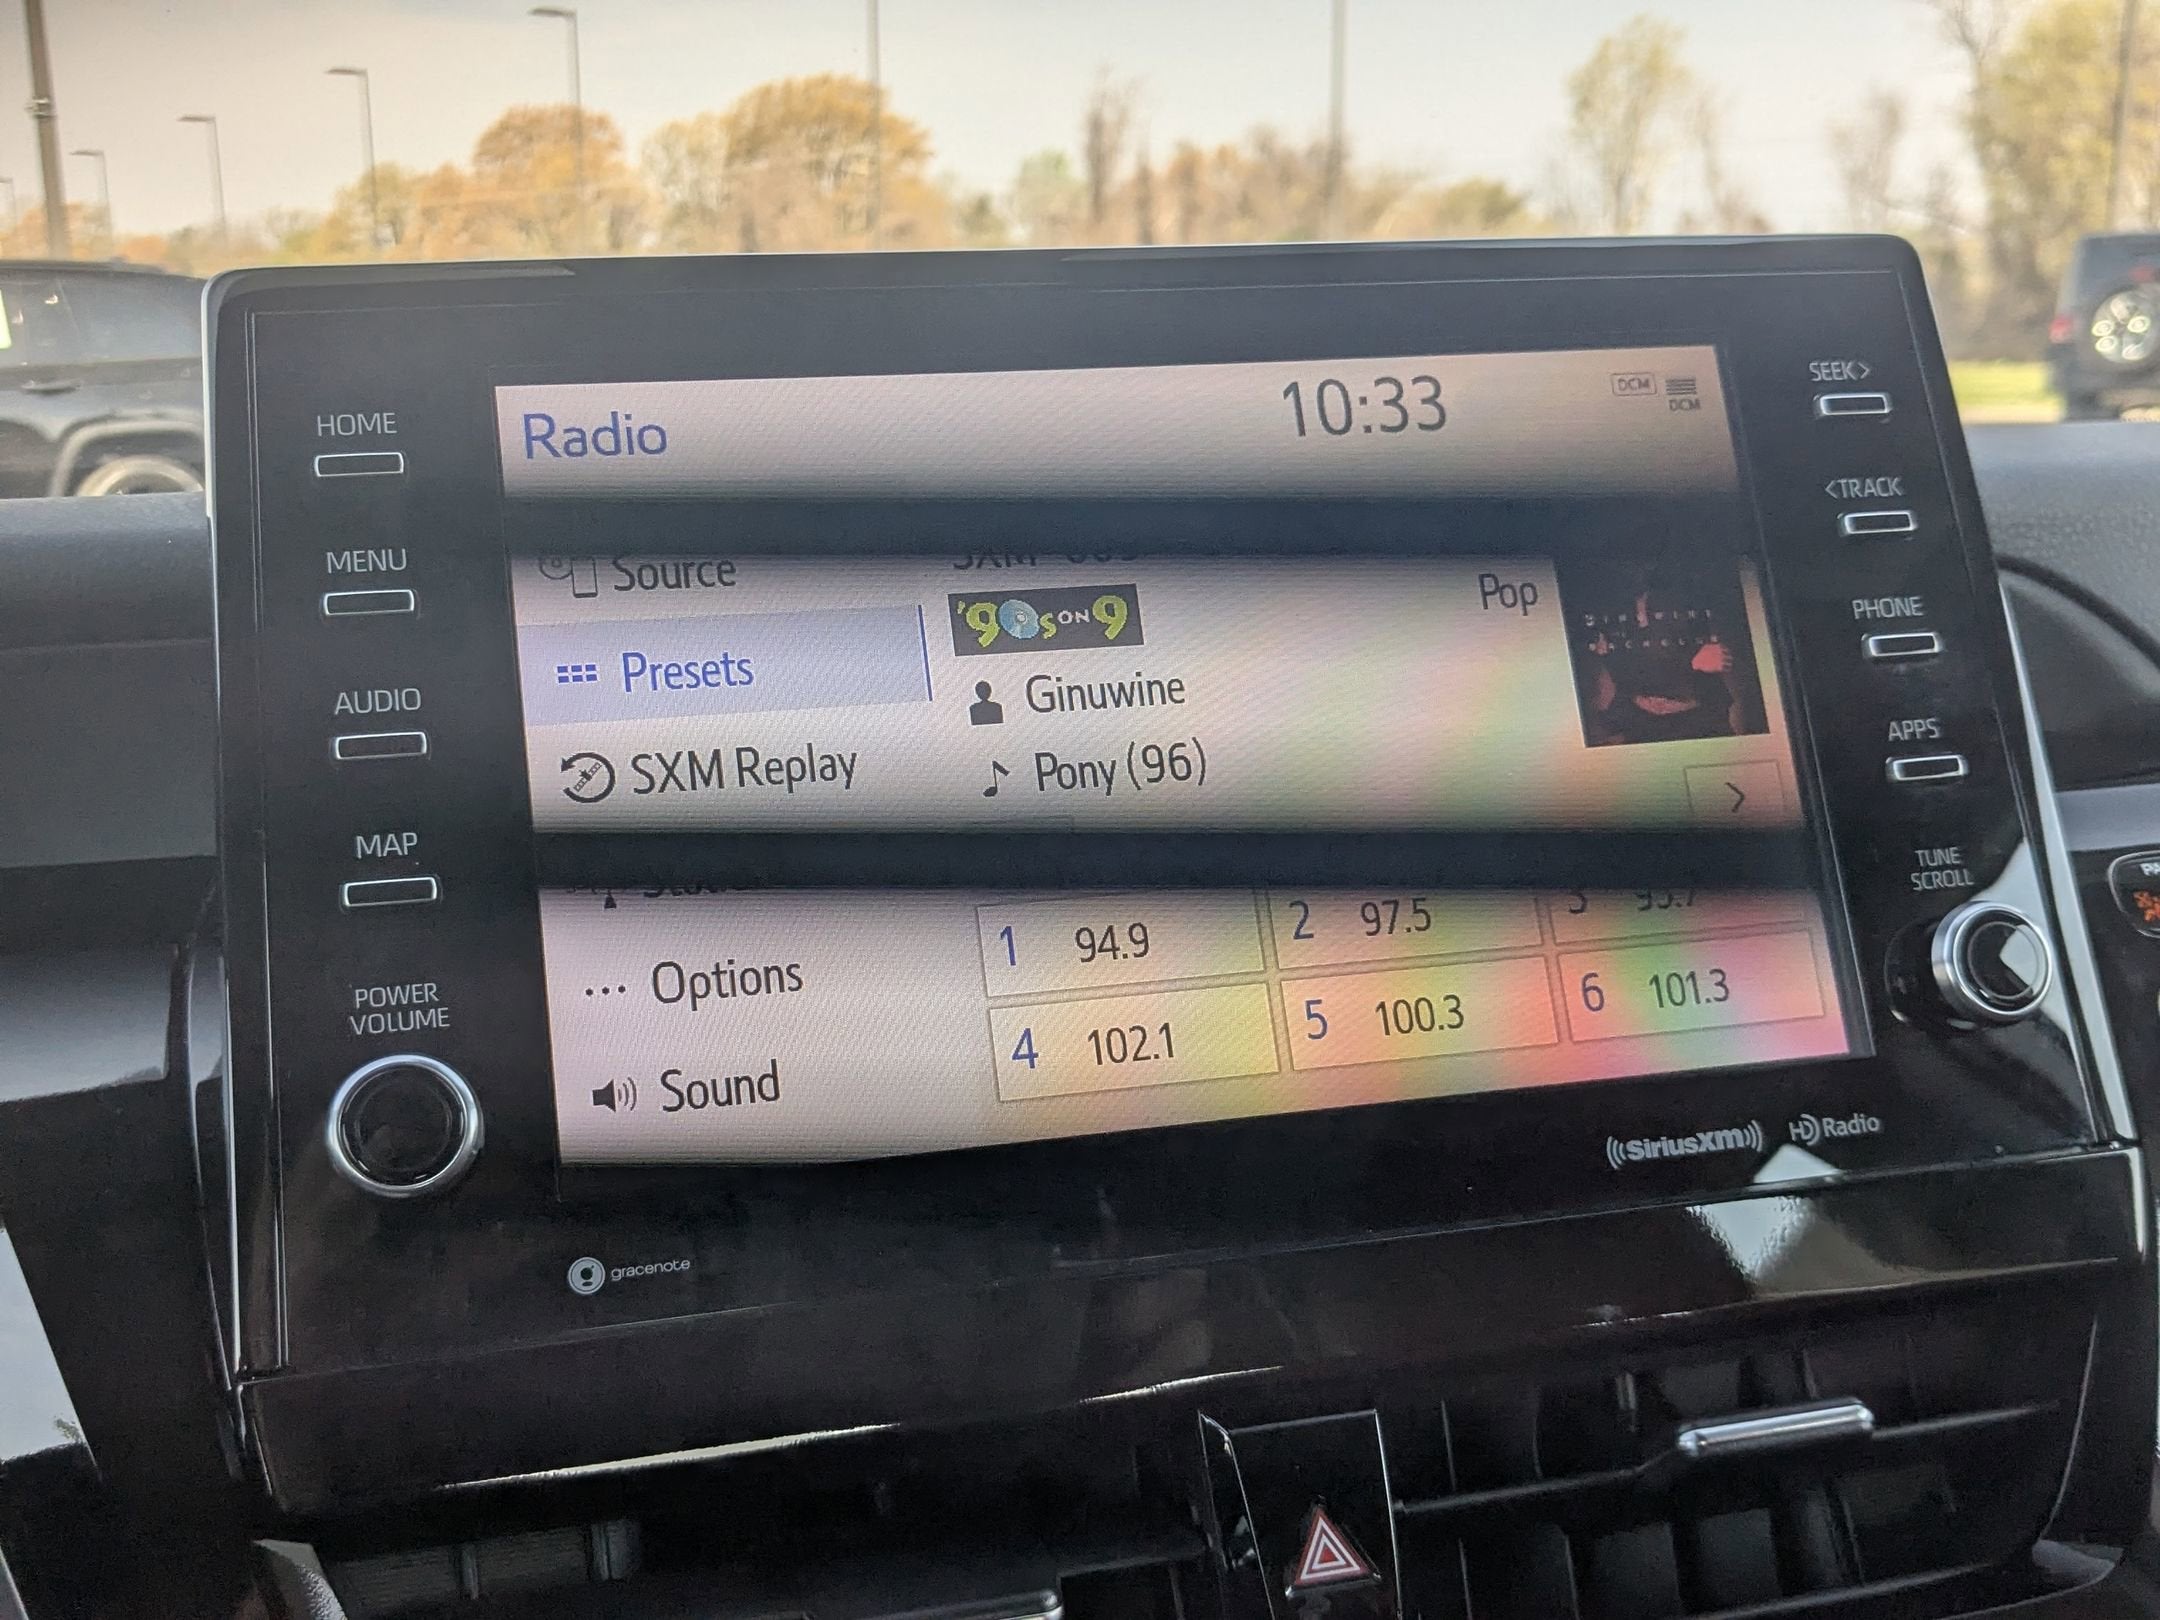 HOME
MENU
AUDIO
MAP
POWER
VOLUME
Radio
10:33
DCM
DCM
Source
Presets
SXM Replay
Options
Sound
'90s ON 9
Pop
Ginuwine
Pony (96)
1 94.9
2 97.5
3
4 102.1
5 100.3
6 101.3
SEEK>
<TRACK
PHONE
APPS
TUNE
SCROLL
((SiriusXM))
HD Radio
gracenote